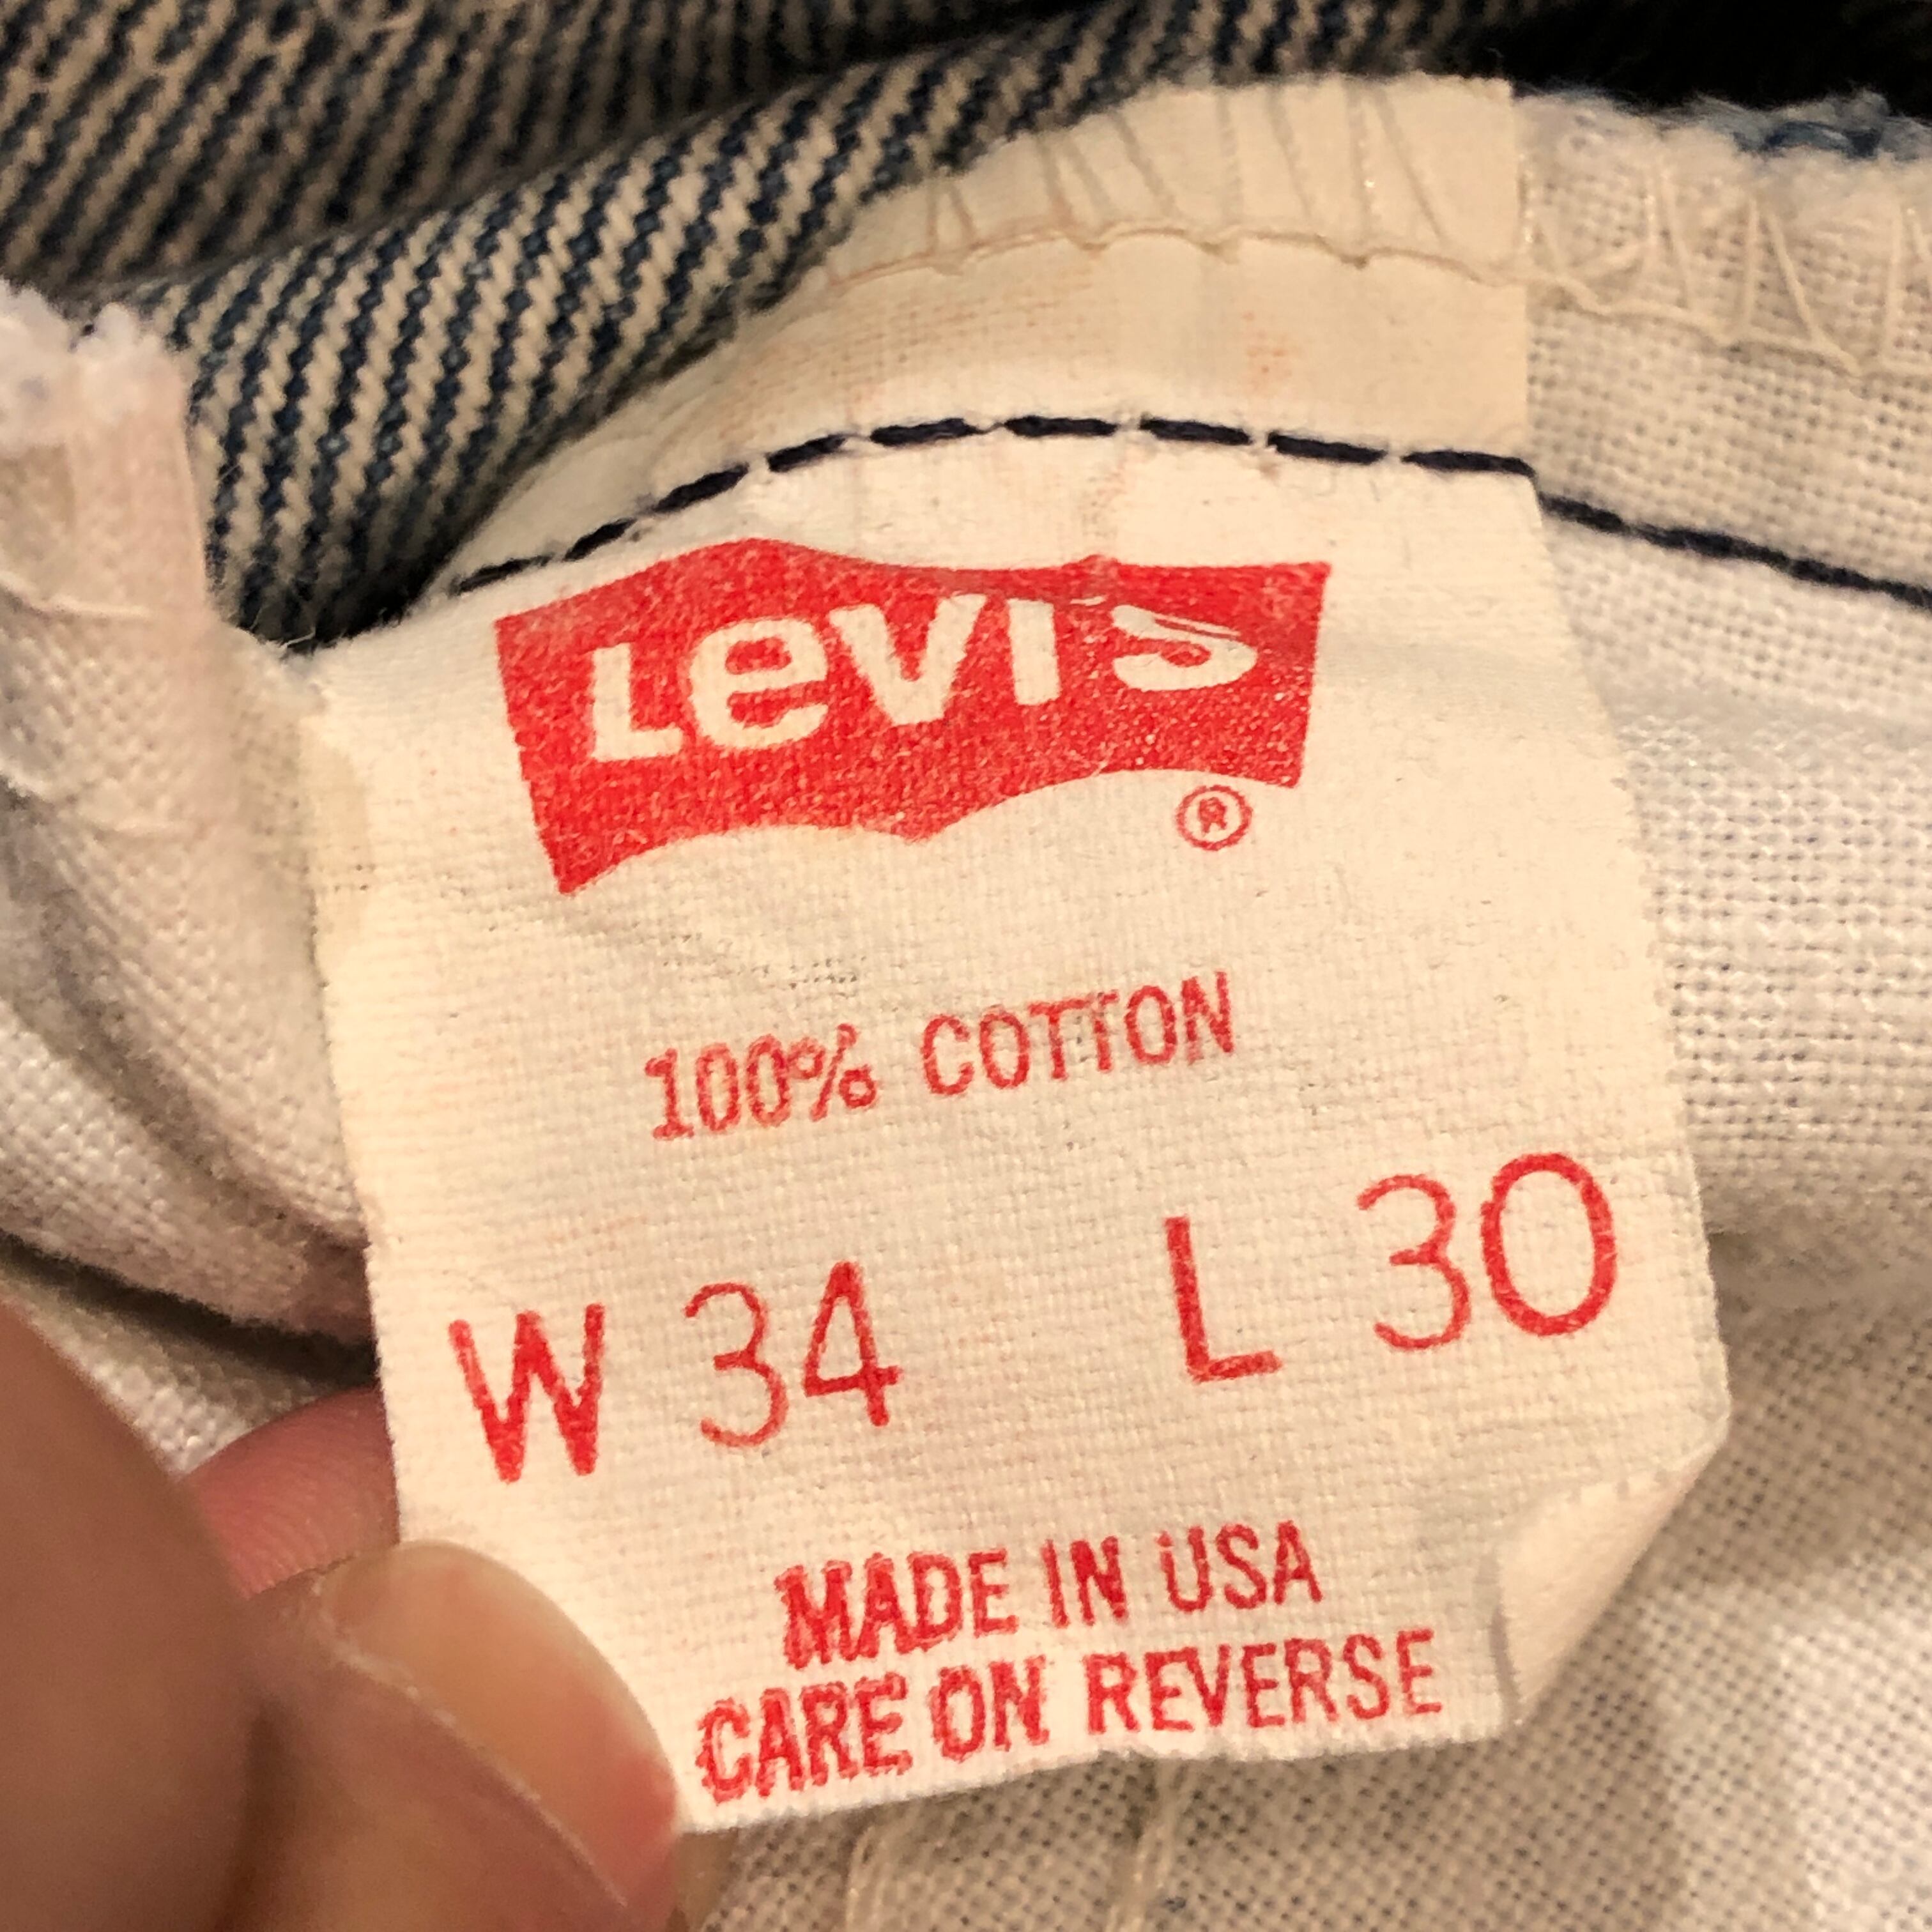 Levi's
®
100% COTTON
W 34 L 30
MADE IN USA
CARE ON REVERSE